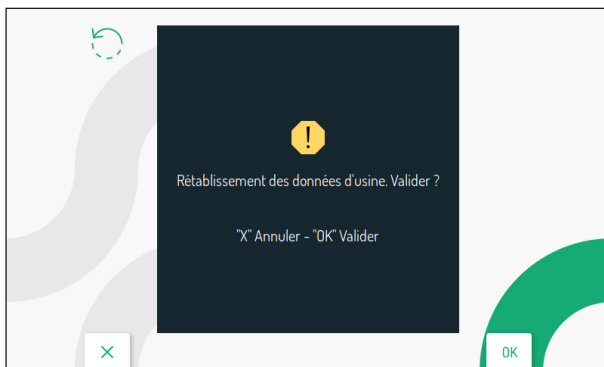 Rétablissement des données d'usine. Valider ?
"X" Annuler - "OK" Valider
OK